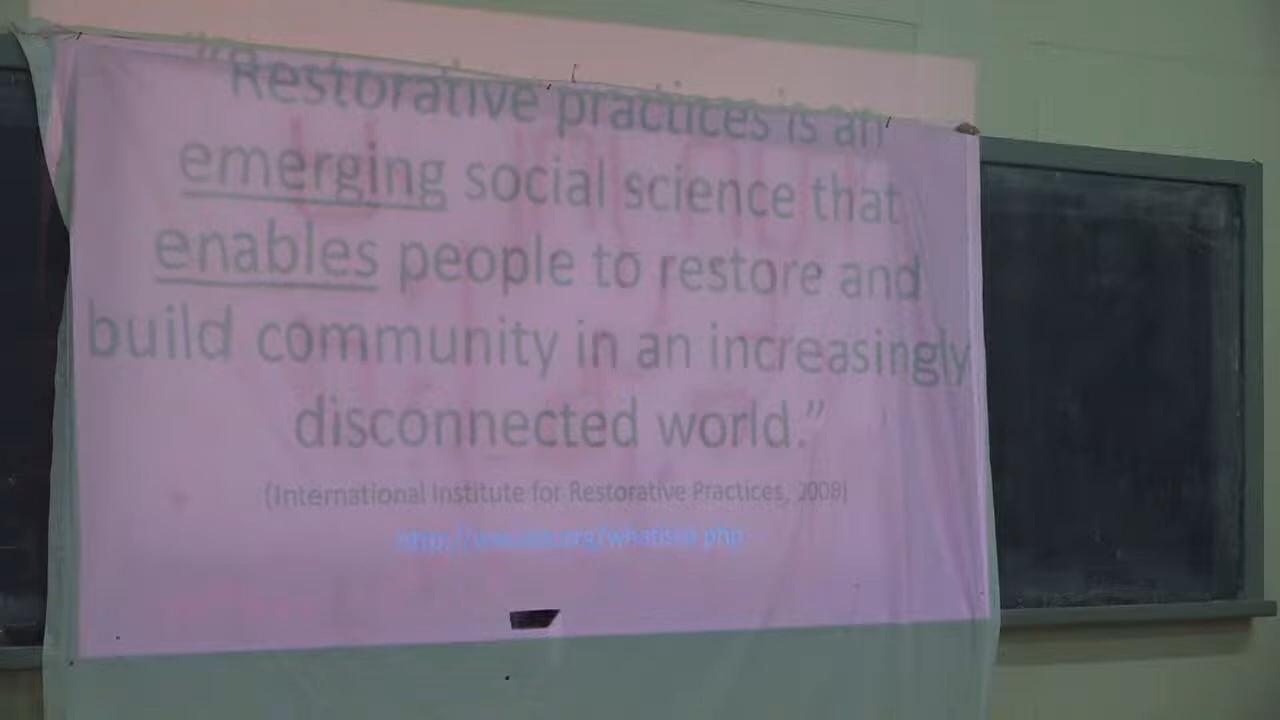 "Restorative practices is an
emerging social science that
enables people to restore and
build community in an increasingly
disconnected world.”
(International Institute for Restorative Practices, 2008)